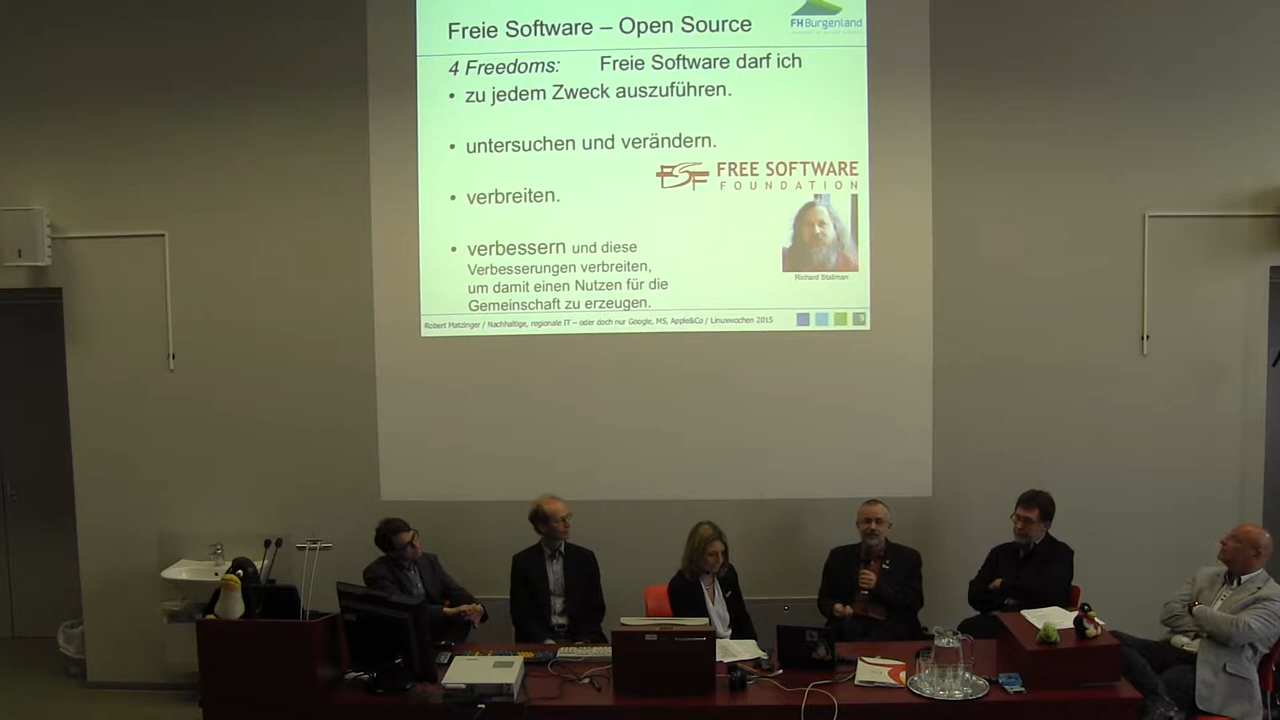 Freie Software – Open Source
FH Burgenland
4 Freedoms: Freie Software darf ich
• zu jedem Zweck auszuführen.
• untersuchen und verändern.
FREE SOFTWARE
FOUNDATION
• verbreiten.
• verbessern und diese
Verbesserungen verbreiten,
um damit einen Nutzen für die
Gemeinschaft zu erzeugen.
Richard Stallman
Robert Matzinger / Nachhaltige, regionale IT – oder doch nur Google, MS, Apple&Co / Linuxwochen 2015
9